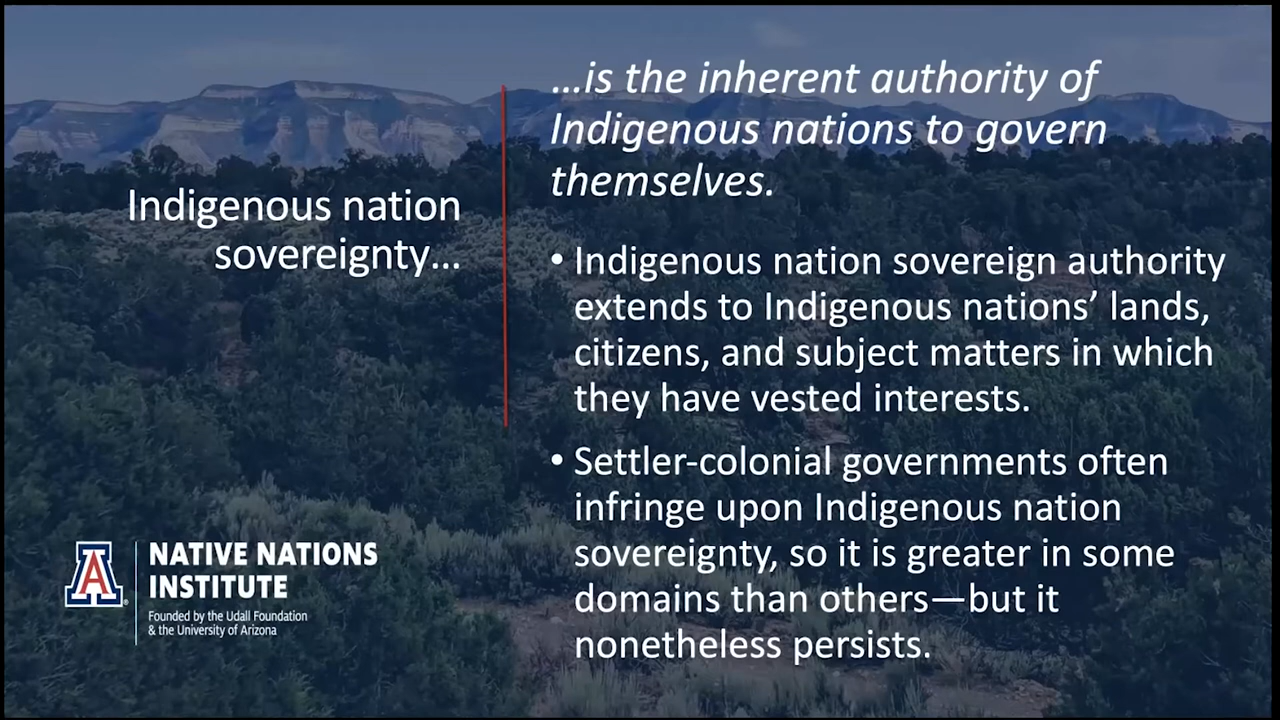 Indigenous nation
sovereignty...
...is the inherent authority of
Indigenous nations to govern
themselves.
• Indigenous nation sovereign authority
extends to Indigenous nations’ lands,
citizens, and subject matters in which
they have vested interests.
• Settler-colonial governments often
infringe upon Indigenous nation
sovereignty, so it is greater in some
domains than others—but it
nonetheless persists.
A
NATIVE NATIONS
INSTITUTE
Founded by the Udall Foundation
& the University of Arizona